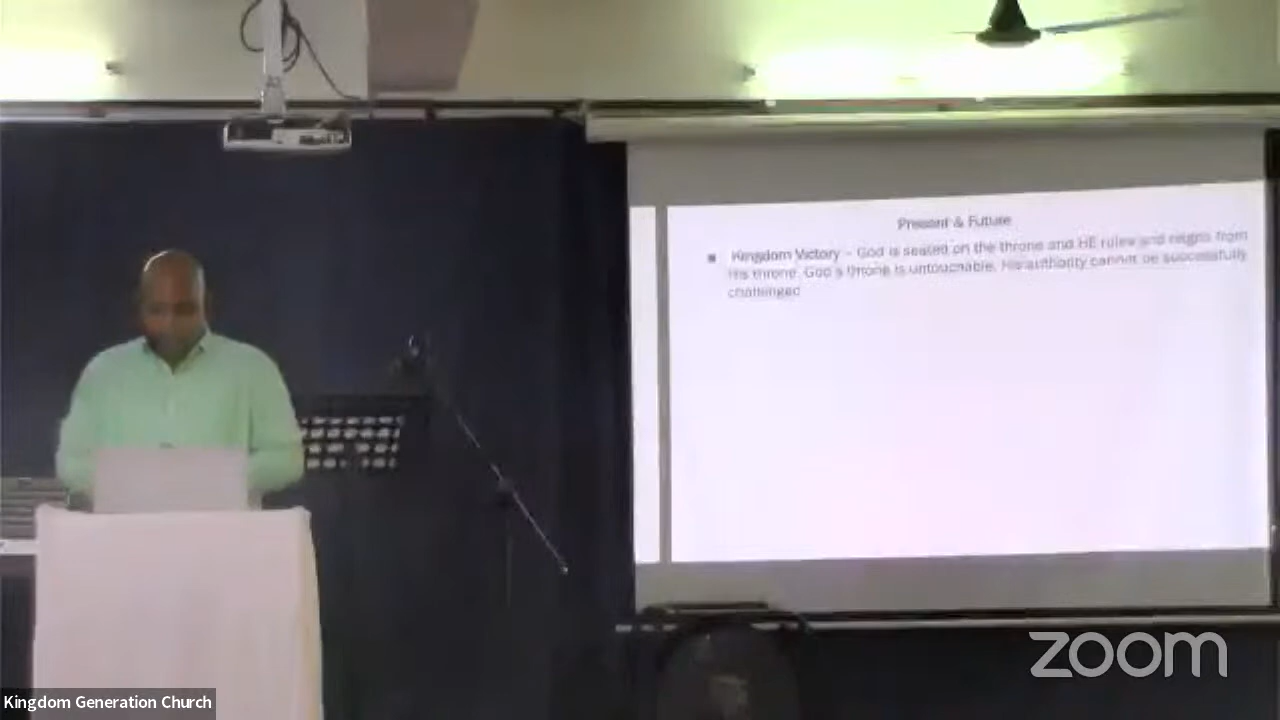 Present & Future
Kingdom Victory – God is seated on the throne and HE rules and reigns from
His throne. God's throne is untouchable. His authority cannot be successfully
challenged
zoom
Kingdom Generation Church